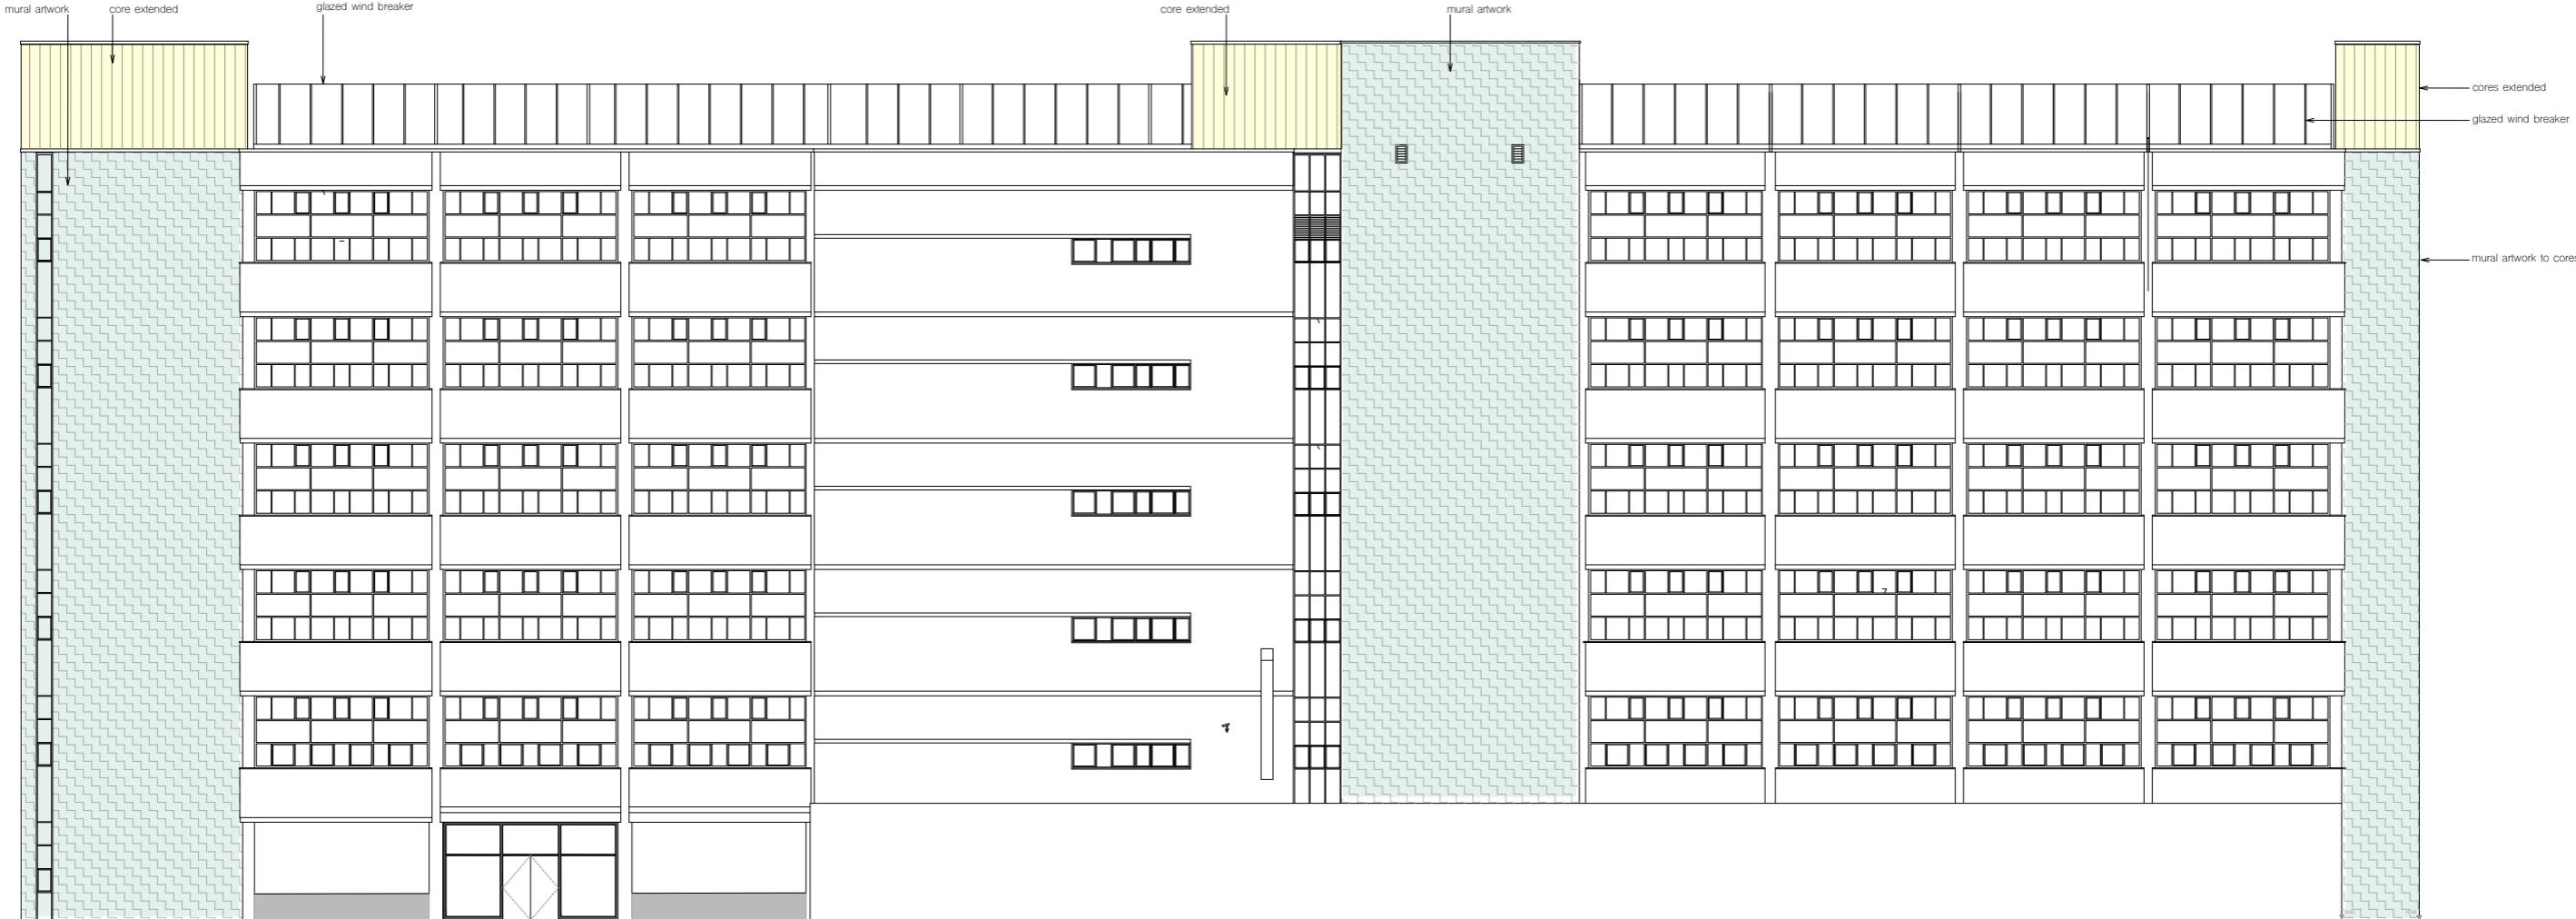 mural artwork
core extended
glazed wind breaker
core extended
mural artwork
cores extended
glazed wind breaker
mural artwork to cores